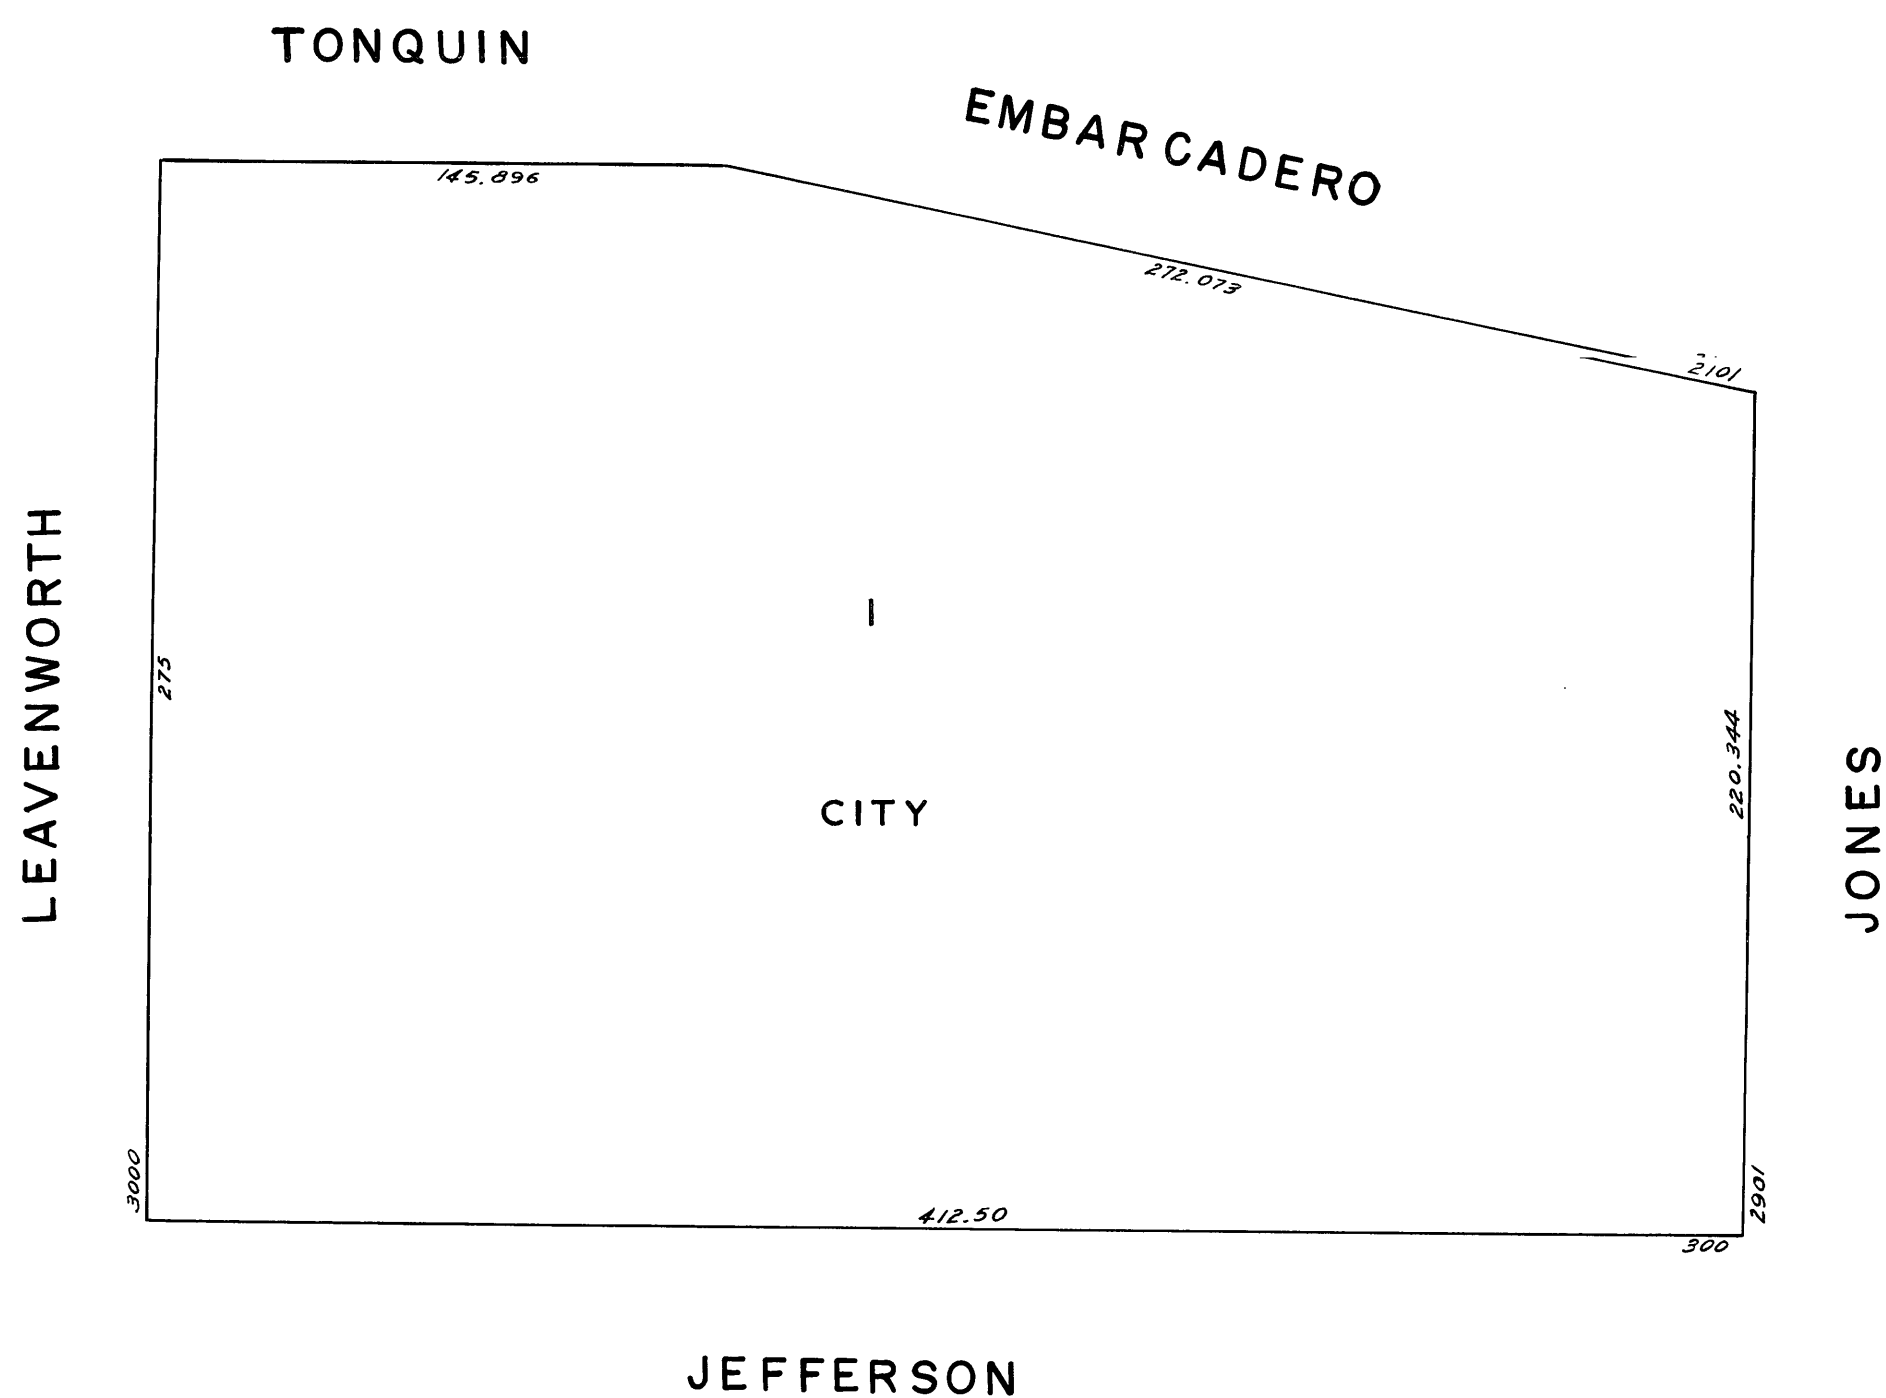 TONQUIN
EMBARCADERO
145.896
272.073
2101
LEAVENWORTH
275
1
CITY
220.344
JONES
3000
412.50
2901
300
JEFFERSON